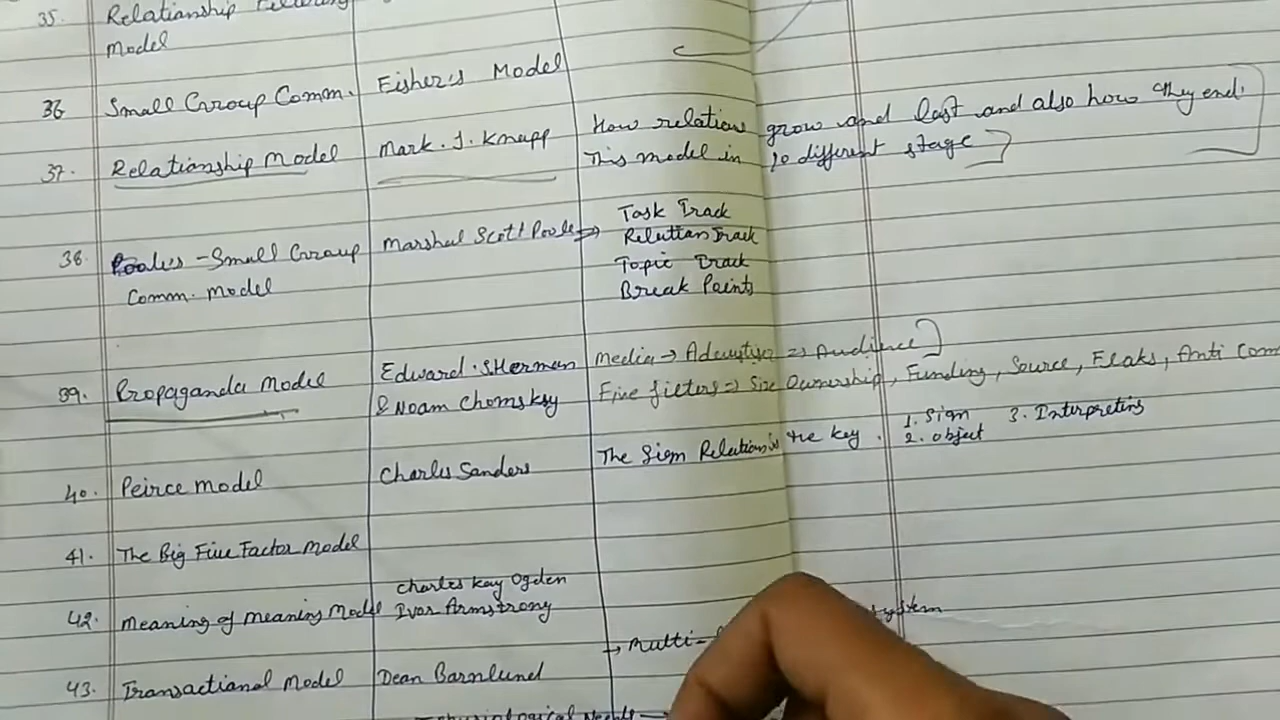 35. Relationship
Model
36 Small Group Comm. Fisher's Model
37. Relationship Model Mark. J. Knapp How relations grow and last and also how they end.
This model in 10 different stage
38. Poole's - Small Group Marshal Scott Poole => Task Track
Relation Track
Comm. model Topic Track
Break Points
39. Propaganda Model Edward. S Herman Media -> Advertiser => Audience
& Noam Chomsky Five filters => Size Ownership, Funding, Source, Flaks, Anti Com
40. Peirce model Charles Sanders The Sign Relation is the key. 1. Sign 3. Interpreting
2. object
41. The Big Five Factor Model
42. Meaning of meaning Model Charles Kay Ogden
Ivor Armstrong
43. Transactional Model Dean Barnlund -> Multi- system